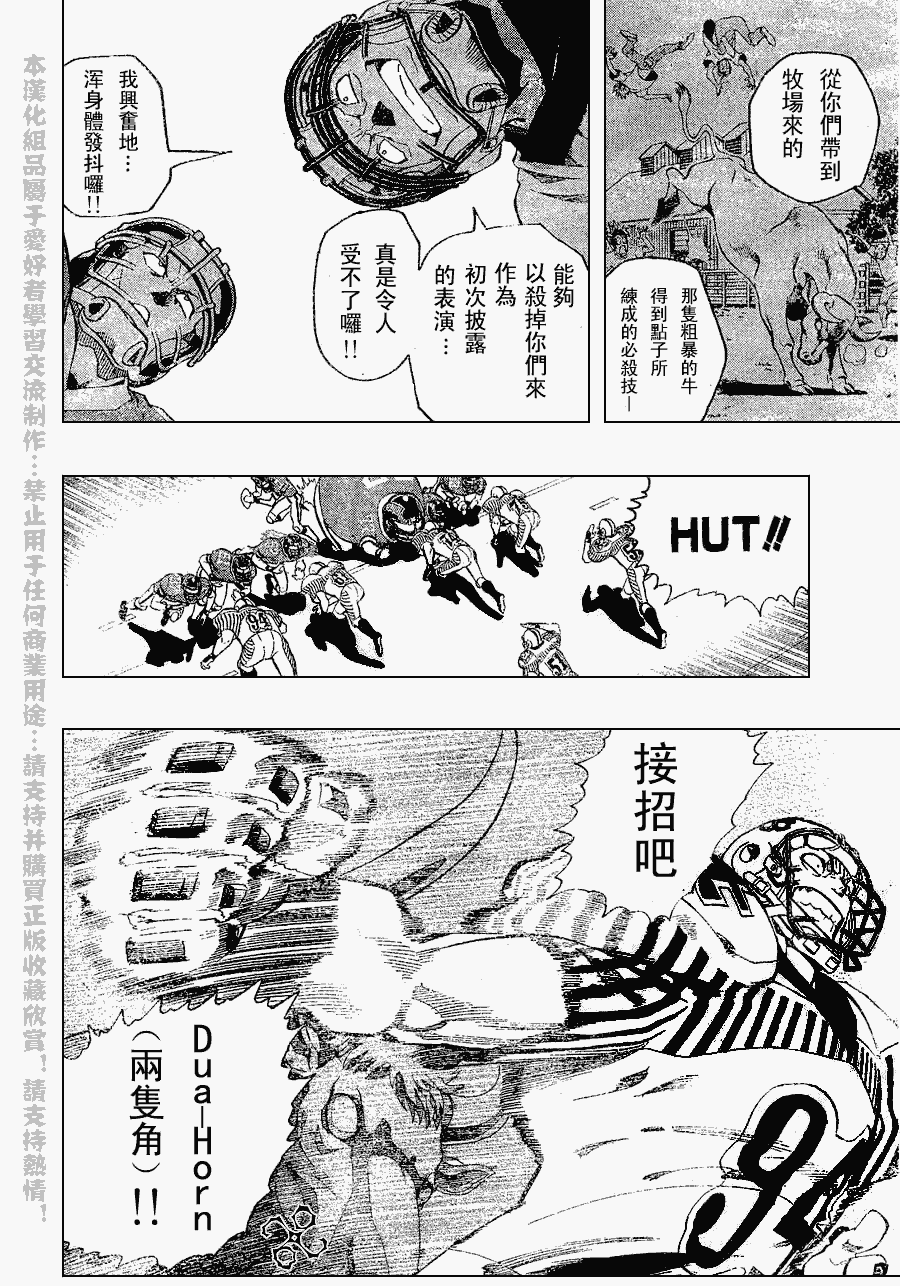 從你們帶到
牧場來的
那隻粗暴的牛
得到點子所
練成的必殺技—
能夠
以殺掉你們來
作為
初次披露
的表演…
真是令人
受不了囉!!
我興奮地…
渾身體發抖囉!!
HUT!!
94
51
接招吧
94
Dual-Horn
(兩隻角)!!
本漢化組品屬于愛好者學習交流制作…禁止用于任何商業用途…請支持并購買正版收藏欣賞!請支持熱情!